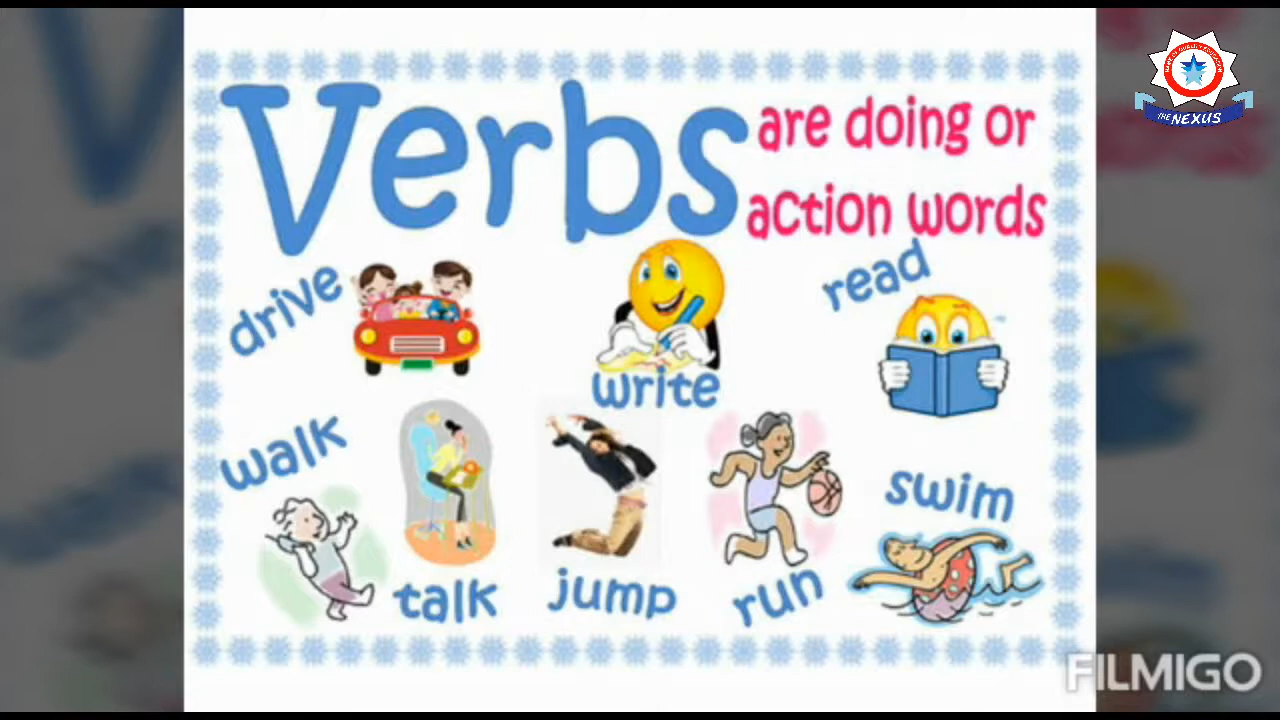 Verbs are doing or
action words
drive
write
read
walk
talk
jump
run
swim
THE NEXUS
FILMIGO